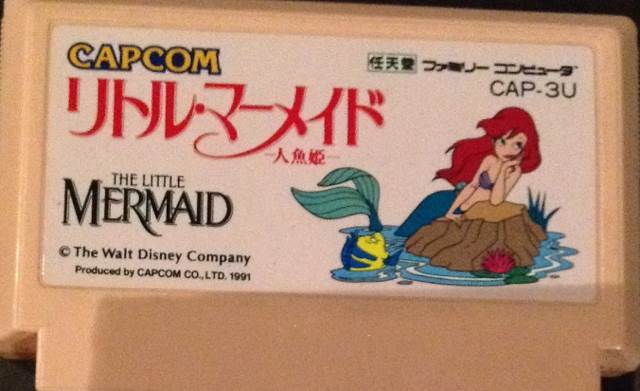 CAPCOM
任天堂 ファミリー コンピュータ
CAP-3U
リトル・マーメイド
人魚姫
THE LITTLE
MERMAID
© The Walt Disney Company
Produced by CAPCOM CO., LTD. 1991